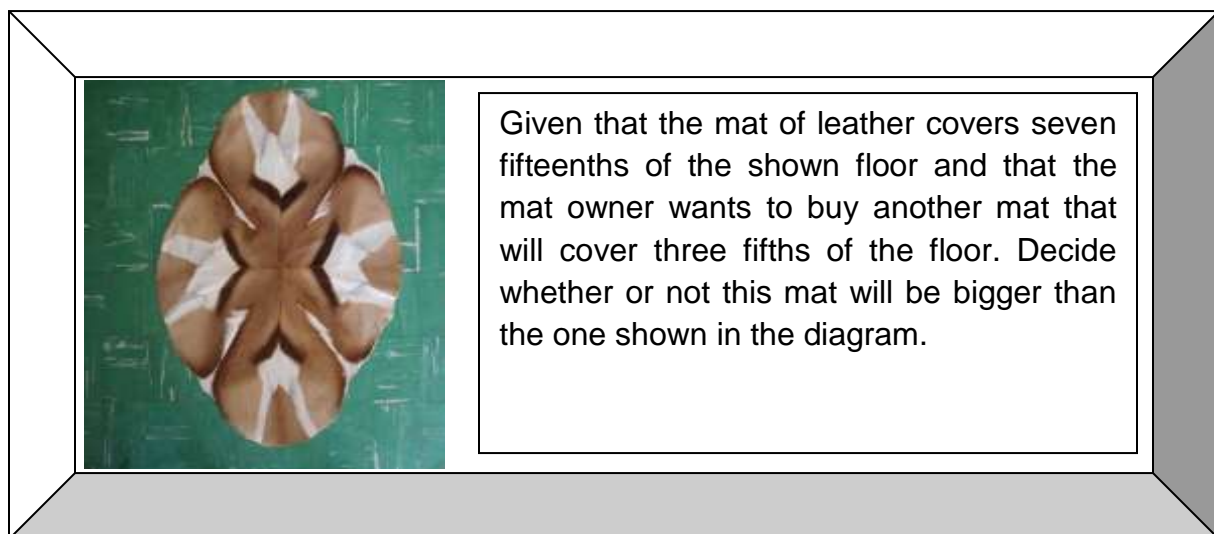 Given that the mat of leather covers seven
fifteenths of the shown floor and that the
mat owner wants to buy another mat that
will cover three fifths of the floor. Decide
whether or not this mat will be bigger than
the one shown in the diagram.